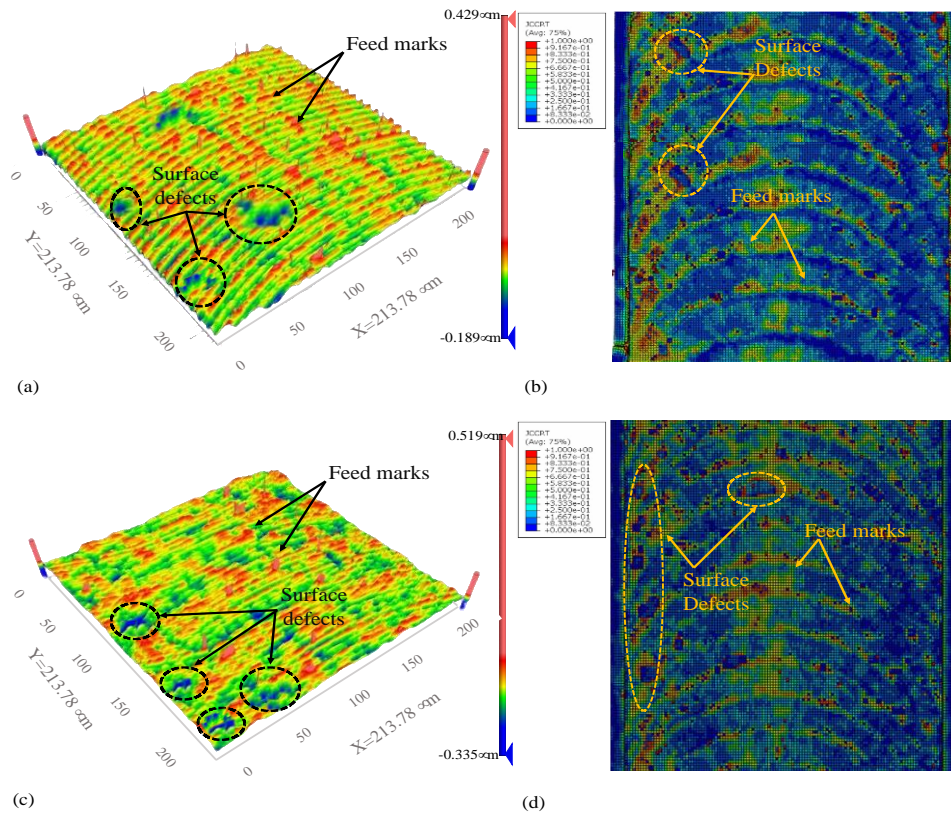 Feed marks
Surface
defects
0
50
100
150
200
Y=213.78 ∝m
0
50
100
150
200
X=213.78 ∝m
0.429∝m
-0.189∝m
(a)
JCCRT
(Avg: 75%)
+1.000e+00
+9.167e-01
+8.333e-01
+7.500e-01
+6.667e-01
+5.833e-01
+5.000e-01
+4.167e-01
+3.333e-01
+2.500e-01
+1.667e-01
+8.333e-02
+0.000e+00
Surface
Defects
Feed marks
(b)
Feed marks
Surface
defects
0
50
100
150
200
Y=213.78 ∝m
0
50
100
150
200
X=213.78 ∝m
0.519∝m
-0.335∝m
(c)
JCCRT
(Avg: 75%)
+1.000e+00
+9.167e-01
+8.333e-01
+7.500e-01
+6.667e-01
+5.833e-01
+5.000e-01
+4.167e-01
+3.333e-01
+2.500e-01
+1.667e-01
+8.333e-02
+0.000e+00
Feed marks
Surface
Defects
(d)